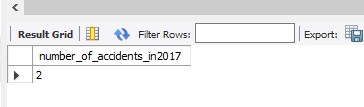 Result Grid Filter Rows: Export:
number_of_accidents_in2017
2